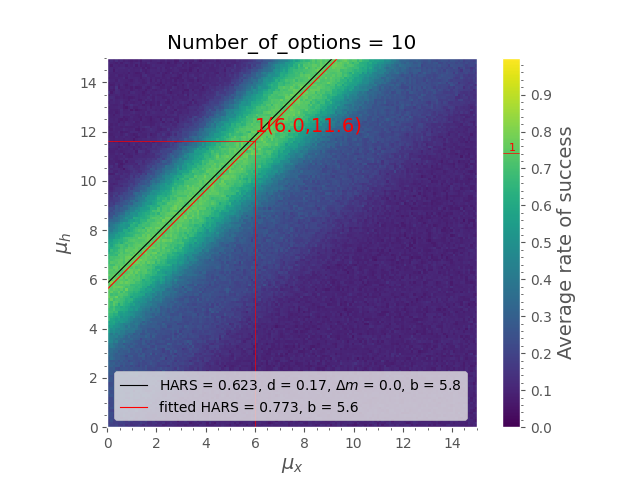 Number_of_options = 10
14
12
10
8
6
4
2
0
μh
1(6.0,11.6)
HARS = 0.623, d = 0.17, Δm = 0.0, b = 5.8
fitted HARS = 0.773, b = 5.6
0 2 4 6 8 10 12 14
μx
1
0.9
0.8
0.7
0.6
0.5
0.4
0.3
0.2
0.1
0.0
Average rate of success